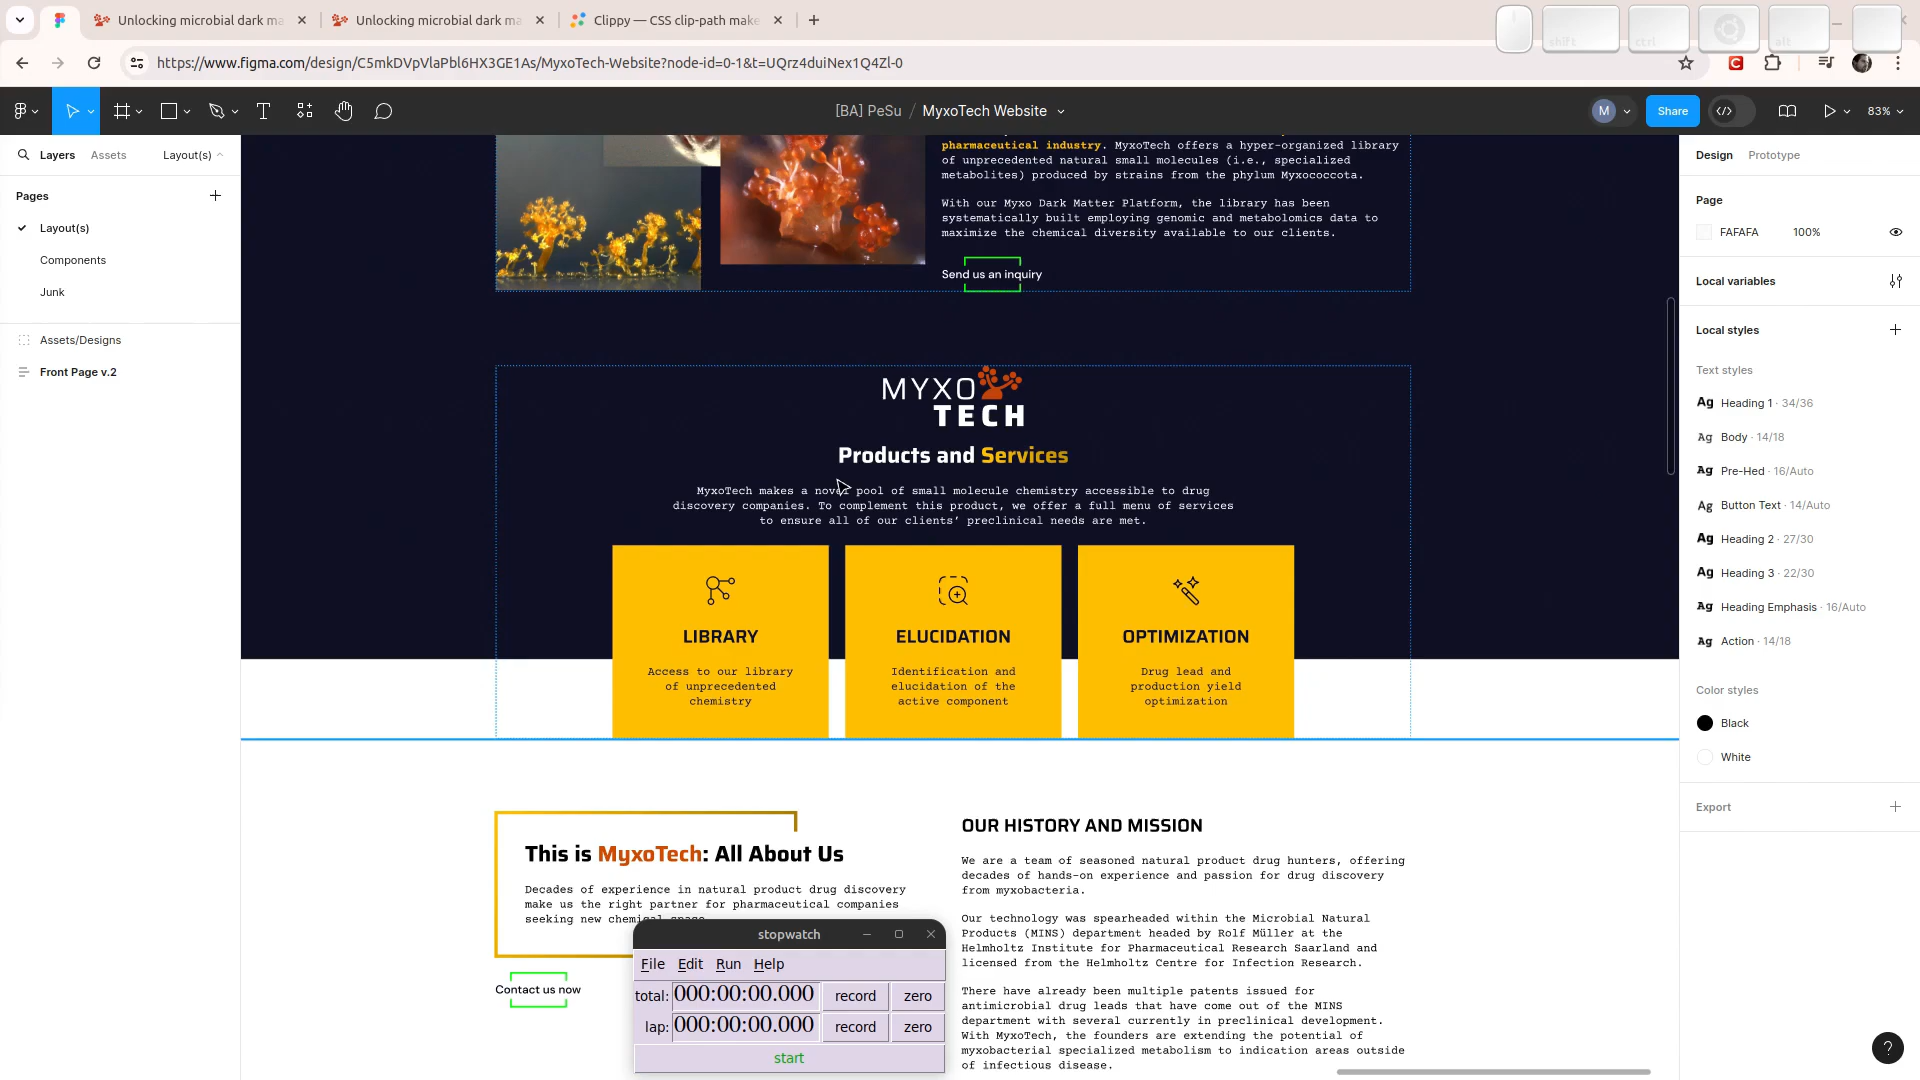 Unlocking microbial dark ma
Unlocking microbial dark ma
Clippy — CSS clip-path make
shift
ctrl
alt
https://www.figma.com/design/C5mkDVpVlaPbl6HX3GE1As/MyxoTech-Website?node-id=0-1&t=UQrz4duiNex1Q4Zl-0
[BA] PeSu / MyxoTech Website
M
Share
83%
Layers
Assets
Layout(s)
Pages
Layout(s)
Components
Junk
Assets/Designs
Front Page v.2
pharmaceutical industry. MyxoTech offers a hyper-organized library
of unprecedented natural small molecules (i.e., specialized
metabolites) produced by strains from the phylum Myxococcota.
With our Myxo Dark Matter Platform, the library has been
systematically built employing genomic and metabolomics data to
maximize the chemical diversity available to our clients.
Send us an inquiry
MYXO
TECH
Products and Services
MyxoTech makes a novel pool of small molecule chemistry accessible to drug
discovery companies. To complement this product, we offer a full menu of services
to ensure all of our clients’ preclinical needs are met.
LIBRARY
Access to our library
of unprecedented
chemistry
ELUCIDATION
Identification and
elucidation of the
active component
OPTIMIZATION
Drug lead and
production yield
optimization
This is MyxoTech: All About Us
Decades of experience in natural product drug discovery
make us the right partner for pharmaceutical companies
seeking new chemical space.
Contact us now
OUR HISTORY AND MISSION
We are a team of seasoned natural product drug hunters, offering
decades of hands-on experience and passion for drug discovery
from myxobacteria.
Our technology was spearheaded within the Microbial Natural
Products (MINS) department headed by Rolf Müller at the
Helmholtz Institute for Pharmaceutical Research Saarland and
licensed from the Helmholtz Centre for Infection Research.
There have already been multiple patents issued for
antimicrobial drug leads that have come out of the MINS
department with several currently in preclinical development.
With MyxoTech, the founders are extending the potential of
myxobacterial specialized metabolism to indication areas outside
of infectious disease.
stopwatch
File Edit Run Help
total: 000:00:00.000 record zero
lap: 000:00:00.000 record zero
start
Design
Prototype
Page
FAFAFA 100%
Local variables
Local styles
Text styles
Ag Heading 1 · 34/36
Ag Body · 14/18
Ag Pre-Hed · 16/Auto
Ag Button Text · 14/Auto
Ag Heading 2 · 27/30
Ag Heading 3 · 22/30
Ag Heading Emphasis · 16/Auto
Ag Action · 14/18
Color styles
Black
White
Export
?